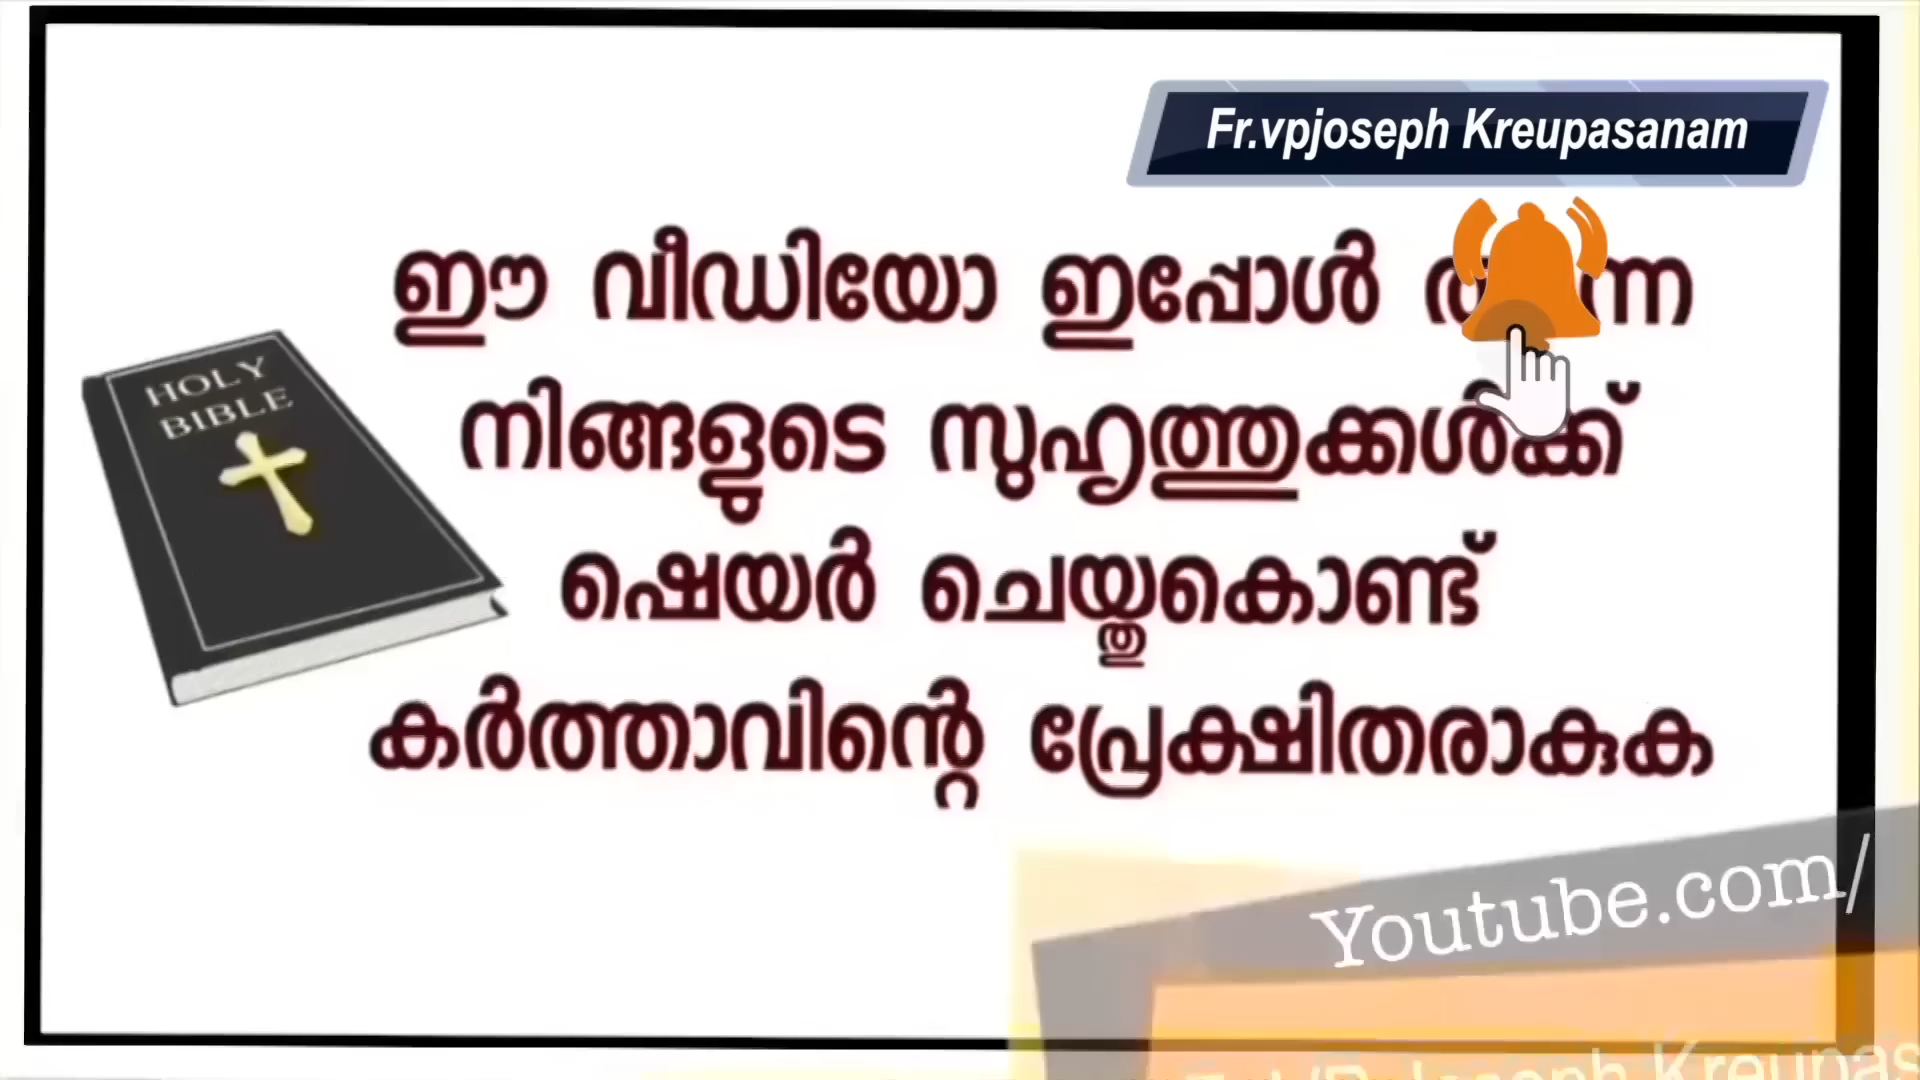 Fr.vpjoseph Kreupasanam
ഈ വീഡിയോ ഇപ്പോൾ
നിങ്ങളുടെ സുഹൃത്തുക്കൾക്ക്
ഷെയർ ചെയ്തുകൊണ്ട്
കർത്താവിന്റെ പ്രേക്ഷിതരാകുക
HOLY
BIBLE
Youtube.com/